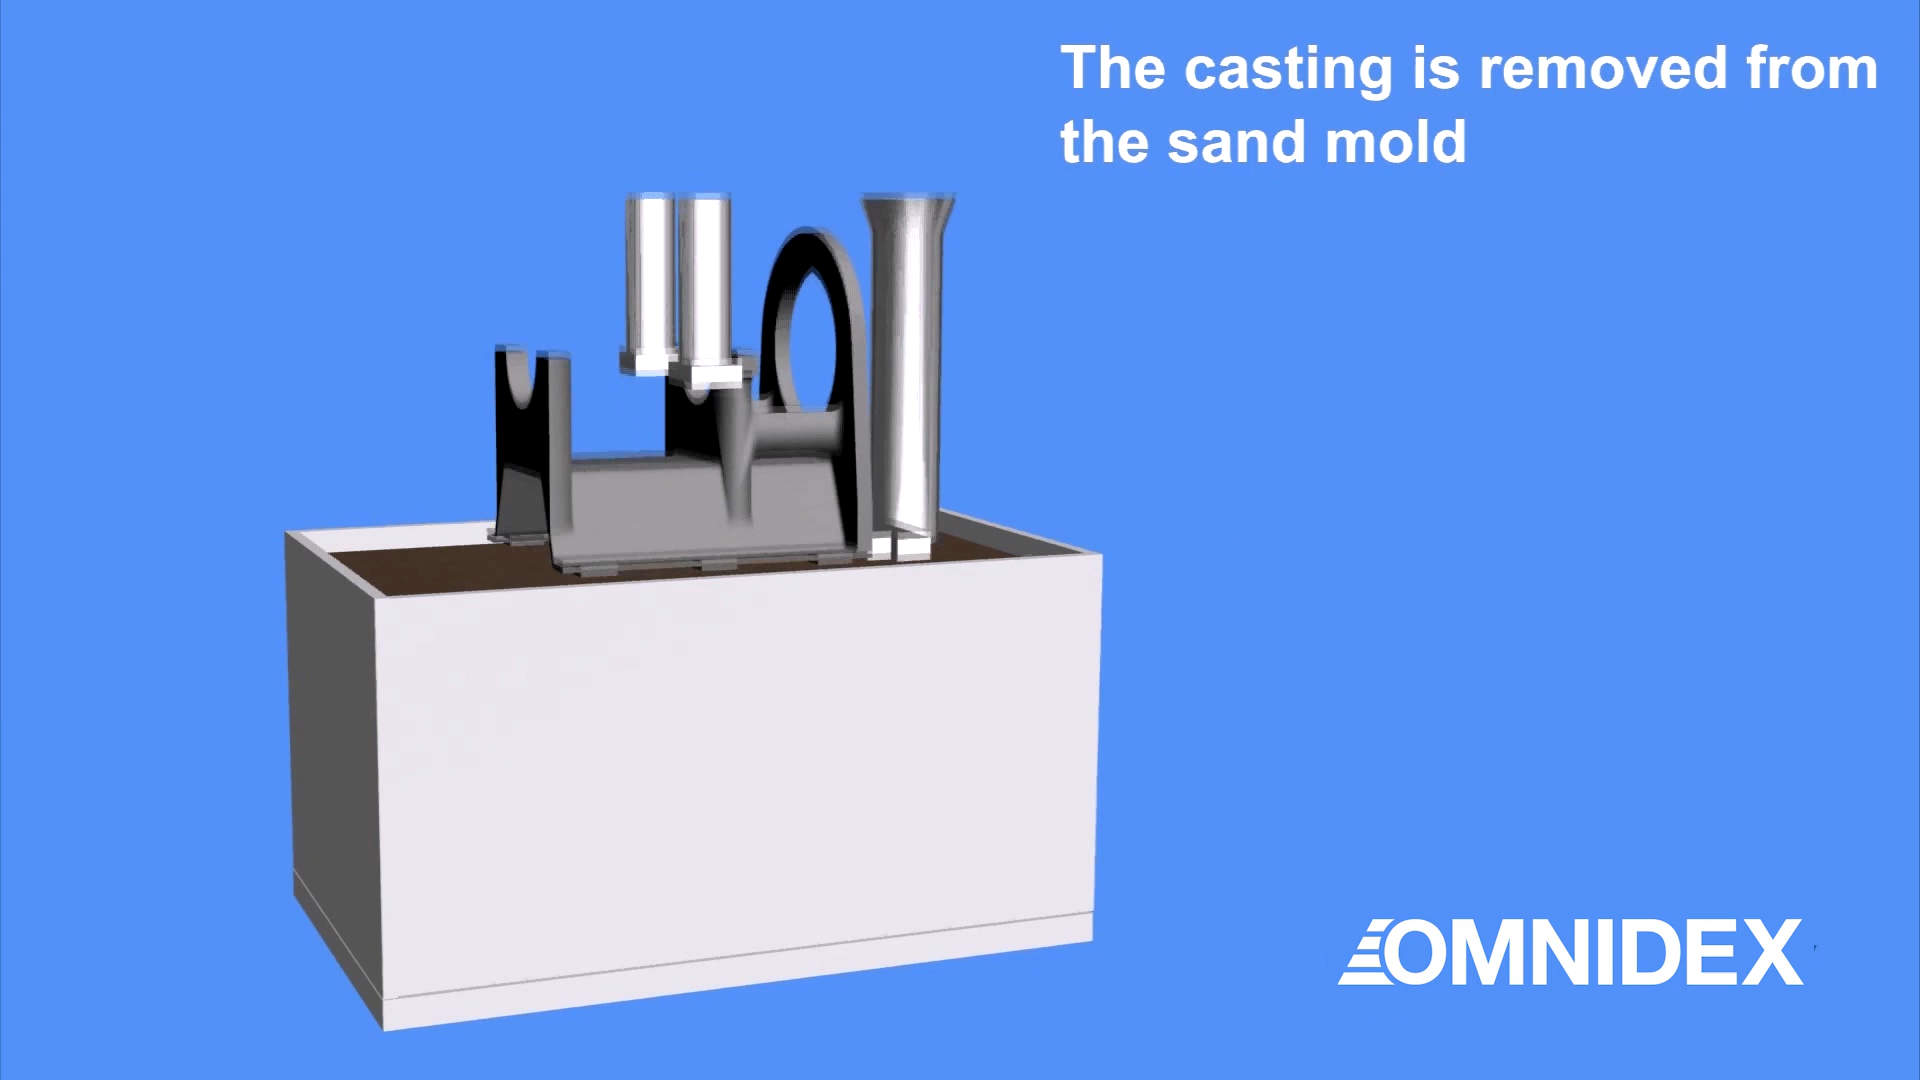 The casting is removed from
the sand mold
OMNIDEX